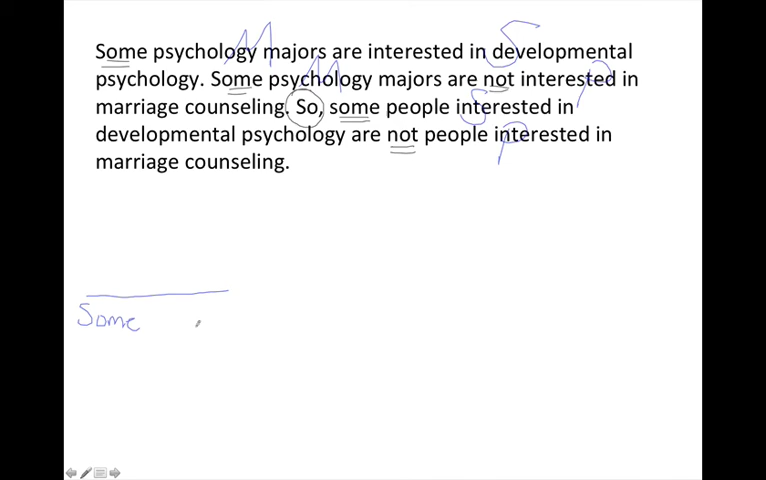 Some psychology majors are interested in developmental
psychology. Some psychology majors are not interested in
marriage counseling. So, some people interested in
developmental psychology are not people interested in
marriage counseling.
M
S
M
P
S
P
Some